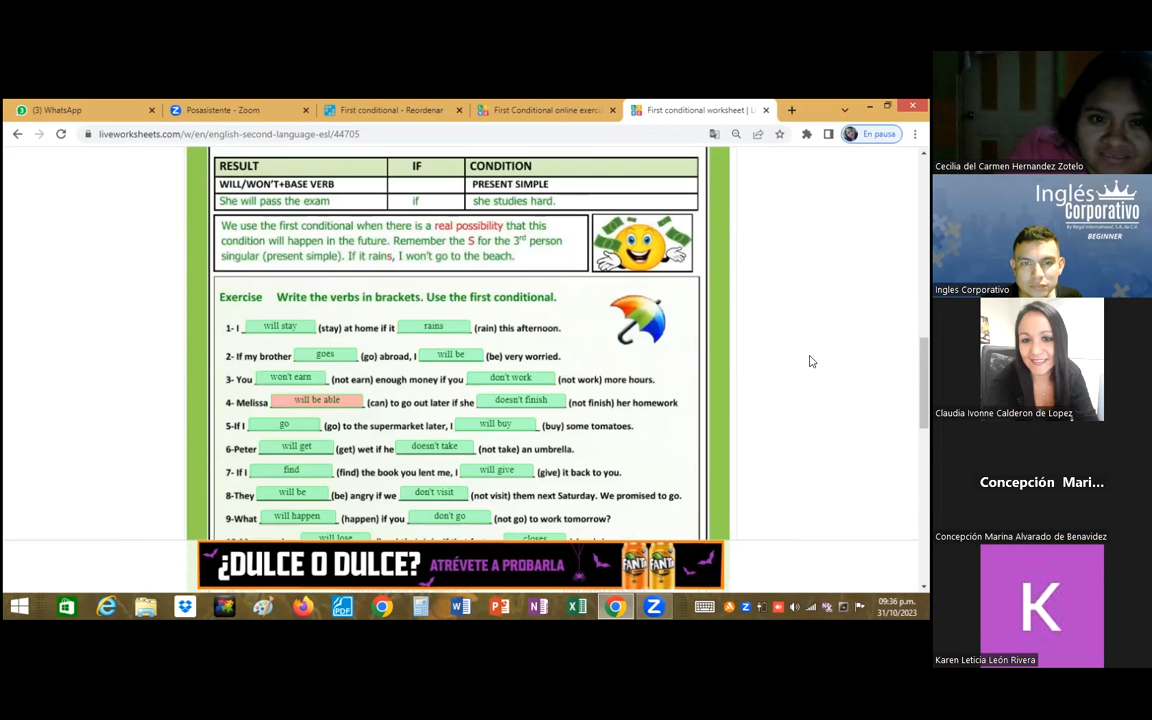 (3) WhatsApp
Posasistente - Zoom
First conditional - Reordenar
First Conditional online exerc
First conditional worksheet | L
liveworksheets.com/w/en/english-second-language-esl/44705
En pausa
RESULT IF CONDITION
WILL/WON'T+BASE VERB PRESENT SIMPLE
She will pass the exam if she studies hard.
We use the first conditional when there is a real possibility that this
condition will happen in the future. Remember the S for the 3rd person
singular (present simple). If it rains, I won't go to the beach.
Exercise Write the verbs in brackets. Use the first conditional.
1- I will stay (stay) at home if it rains (rain) this afternoon.
2- If my brother goes (go) abroad, I will be (be) very worried.
3- You won't earn (not earn) enough money if you don't work (not work) more hours.
4- Melissa will be able (can) to go out later if she doesn't finish (not finish) her homework
5-If I go (go) to the supermarket later, I will buy (buy) some tomatoes.
6-Peter will get (get) wet if he doesn't take (not take) an umbrella.
7- If I find (find) the book you lent me, I will give (give) it back to you.
8-They will be (be) angry if we don't visit (not visit) them next Saturday. We promised to go.
9-What will happen (happen) if you don't go (not go) to work tomorrow?
will lose closes
¿DULCE O DULCE? ATRÉVETE A PROBARLA
FANTA FANTA
09:36 p.m.
31/10/2023
Cecilia del Carmen Hernandez Zotelo
Inglés
Corporativo
By Regal International, S.A. de C.V.
BEGINNER
Ingles Corporativo
Claudia Ivonne Calderon de Lopez
Concepción Mari...
Concepción Marina Alvarado de Benavidez
K
Karen Leticia León Rivera